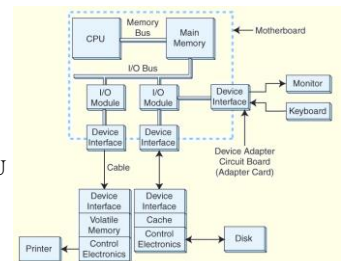 Memory
Bus
CPU
Main
Memory
Motherboard
I/O Bus
I/O
Module
I/O
Module
Device
Interface
Monitor
Keyboard
Device
Interface
Device
Interface
Device Adapter
Circuit Board
(Adapter Card)
U
Cable
Device
Interface
Volatile
Memory
Control
Electronics
Device
Interface
Cache
Control
Electronics
Printer
Disk